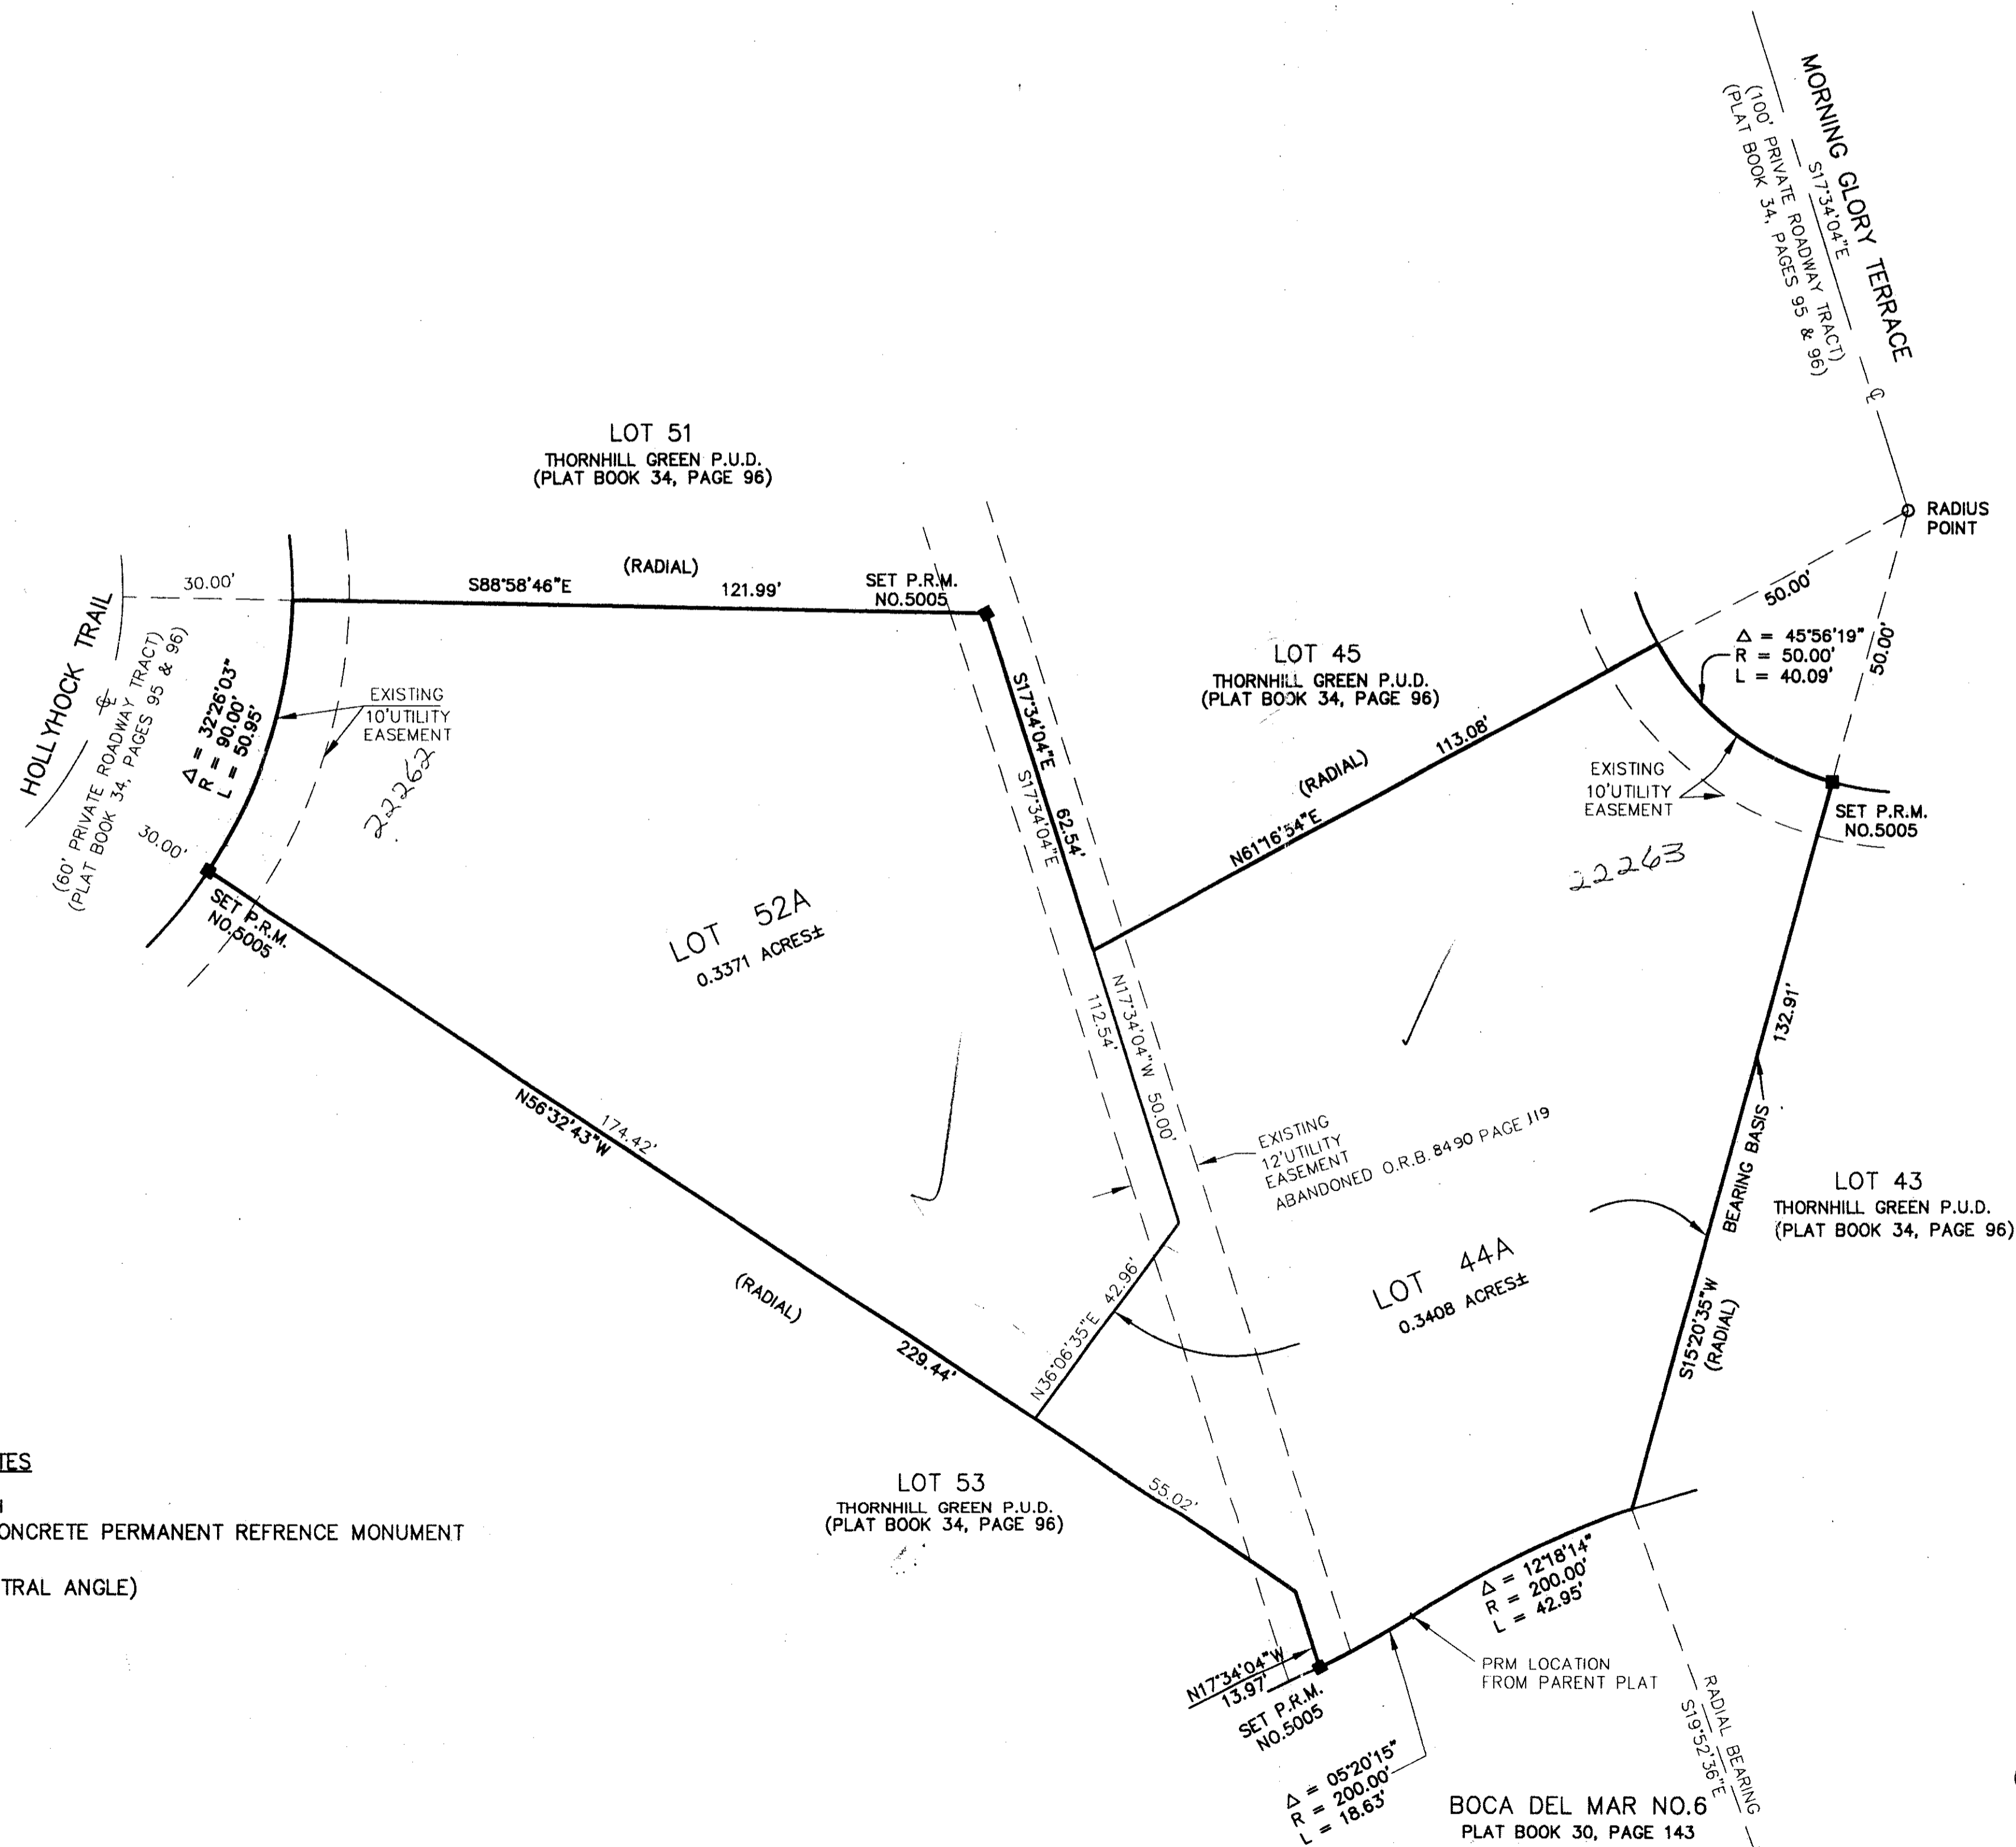 MORNING GLORY TERRACE
S17°34'04"E
(100' PRIVATE ROADWAY TRACT)
(PLAT BOOK 34, PAGES 95 & 96)
℄
RADIUS
POINT
50.00'
50.00'
LOT 51
THORNHILL GREEN P.U.D.
(PLAT BOOK 34, PAGE 96)
(RADIAL)
S88°58'46"E
121.99'
SET P.R.M.
NO.5005
30.00'
HOLLYHOCK TRAIL
℄
(60' PRIVATE ROADWAY TRACT)
(PLAT BOOK 34, PAGES 95 & 96)
Δ = 32°26'03"
R = 90.00'
L = 50.95'
30.00'
EXISTING
10'UTILITY
EASEMENT
22262
SET P.R.M.
NO.5005
LOT 45
THORNHILL GREEN P.U.D.
(PLAT BOOK 34, PAGE 96)
Δ = 45°56'19"
R = 50.00'
L = 40.09'
S17°34'04"E
62.54'
S17°34'04"E
112.54'
113.08'
(RADIAL)
N61°16'54"E
EXISTING
10'UTILITY
EASEMENT
SET P.R.M.
NO.5005
22263
LOT 52A
0.3371 ACRES±
N17°34'04"W 50.00'
132.91'
BEARING BASIS
S15°20'35"W
(RADIAL)
N56°32'43"W
174.42'
(RADIAL)
229.44'
EXISTING
12'UTILITY
EASEMENT
ABANDONED O.R.B. 8490 PAGE 119
LOT 43
THORNHILL GREEN P.U.D.
(PLAT BOOK 34, PAGE 96)
LOT 44A
0.3408 ACRES±
N36°06'35"E 42.96'
55.02'
LOT 53
THORNHILL GREEN P.U.D.
(PLAT BOOK 34, PAGE 96)
TES
ONCRETE PERMANENT REFRENCE MONUMENT
TRAL ANGLE)
Δ = 12°18'14"
R = 200.00'
L = 42.95'
N17°34'04"W
13.97'
SET P.R.M.
NO.5005
PRM LOCATION
FROM PARENT PLAT
RADIAL BEARING
S19°52'36"E
Δ = 05°20'15"
R = 200.00'
L = 18.63'
BOCA DEL MAR NO.6
PLAT BOOK 30, PAGE 143